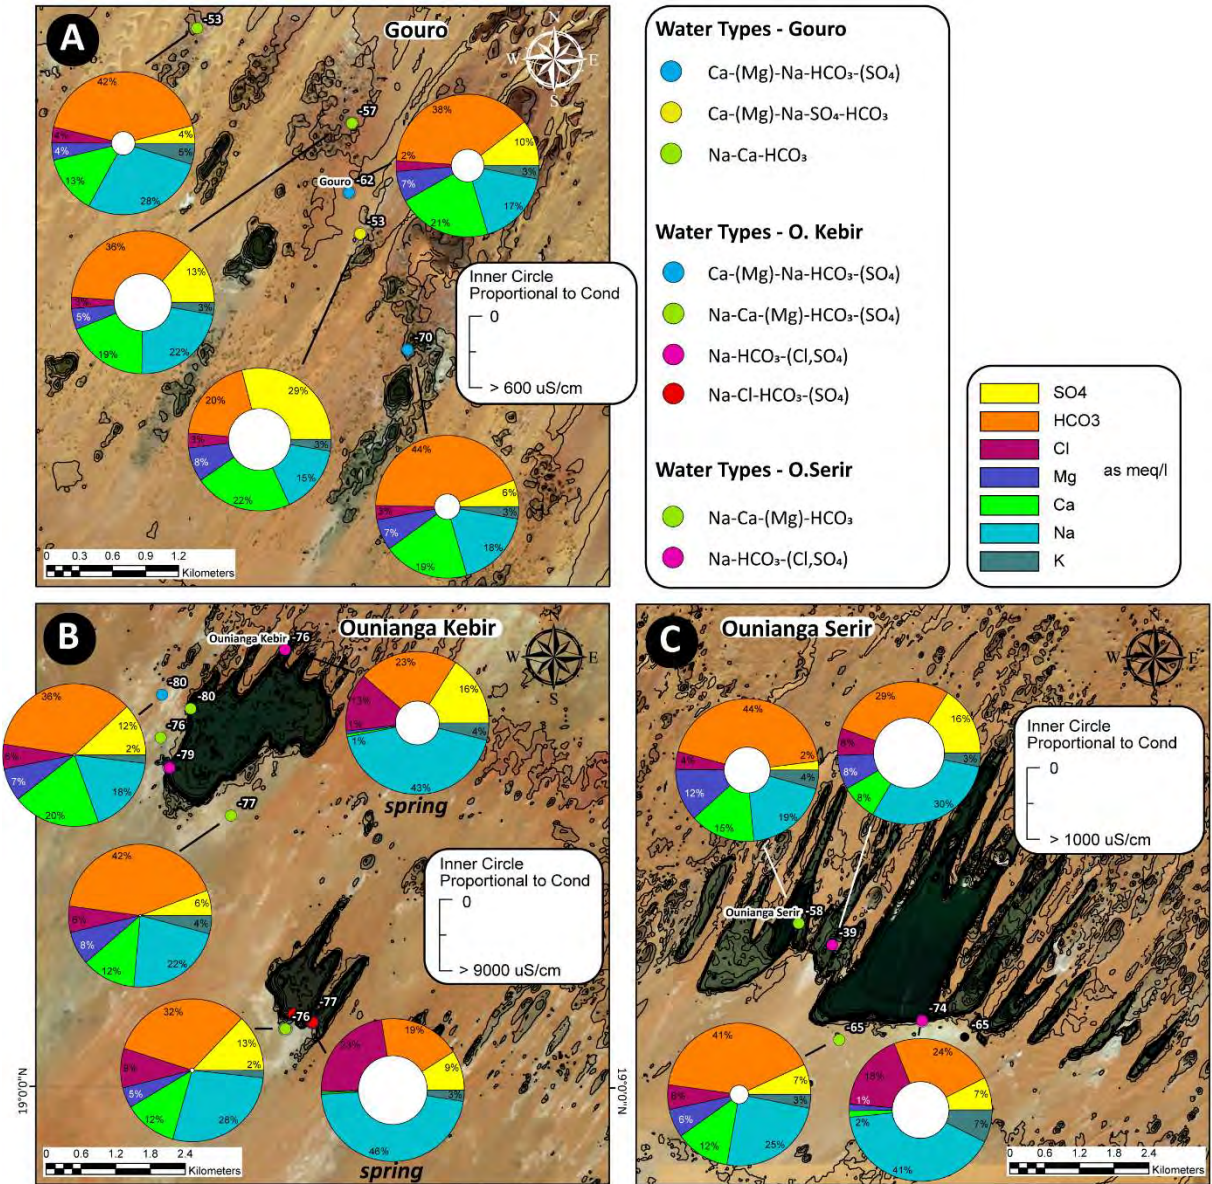 A
Gouro
N
W
E
S
-53
-57
Gouro
-62
-53
-70
42%
4%
5%
28%
13%
4%
4%
38%
10%
3%
17%
21%
7%
2%
36%
13%
3%
22%
19%
5%
20%
29%
3%
15%
22%
8%
3%
44%
6%
3%
18%
19%
7%
3%
Inner Circle
Proportional to Cond
0
> 600 uS/cm
0 0.3 0.6 0.9 1.2
Kilometers
Water Types - Gouro
Ca-(Mg)-Na-HCO₃-(SO₄)
Ca-(Mg)-Na-SO₄-HCO₃
Na-Ca-HCO₃
Water Types - O. Kebir
Ca-(Mg)-Na-HCO₃-(SO₄)
Na-Ca-(Mg)-HCO₃-(SO₄)
Na-HCO₃-(Cl,SO₄)
Na-Cl-HCO₃-(SO₄)
Water Types - O.Serir
Na-Ca-(Mg)-HCO₃
Na-HCO₃-(Cl,SO₄)
SO4
HCO3
Cl
Mg
Ca
Na
K
as meq/l
B
Ounianga Kebir
N
W
E
S
Ounianga Kebir
-76
-80
-80
-76
-79
-77
-77
-76
36%
12%
2%
18%
20%
7%
6%
23%
16%
4%
43%
1%
1%
13%
spring
42%
6%
4%
22%
12%
8%
6%
32%
13%
2%
28%
12%
5%
8%
19%
9%
3%
46%
23%
spring
Inner Circle
Proportional to Cond
0
> 9000 uS/cm
19°0'0"N
0 0.6 1.2 1.8 2.4
Kilometers
C
Ounianga Serir
N
W
E
S
Ounianga Serir
-58
-39
-74
-65
-65
44%
2%
4%
19%
15%
12%
4%
29%
16%
3%
30%
8%
8%
6%
41%
7%
3%
25%
12%
6%
6%
24%
7%
7%
41%
2%
1%
18%
Inner Circle
Proportional to Cond
0
> 1000 uS/cm
19°0'0"N
0 0.6 1.2 1.8 2.4
Kilometers